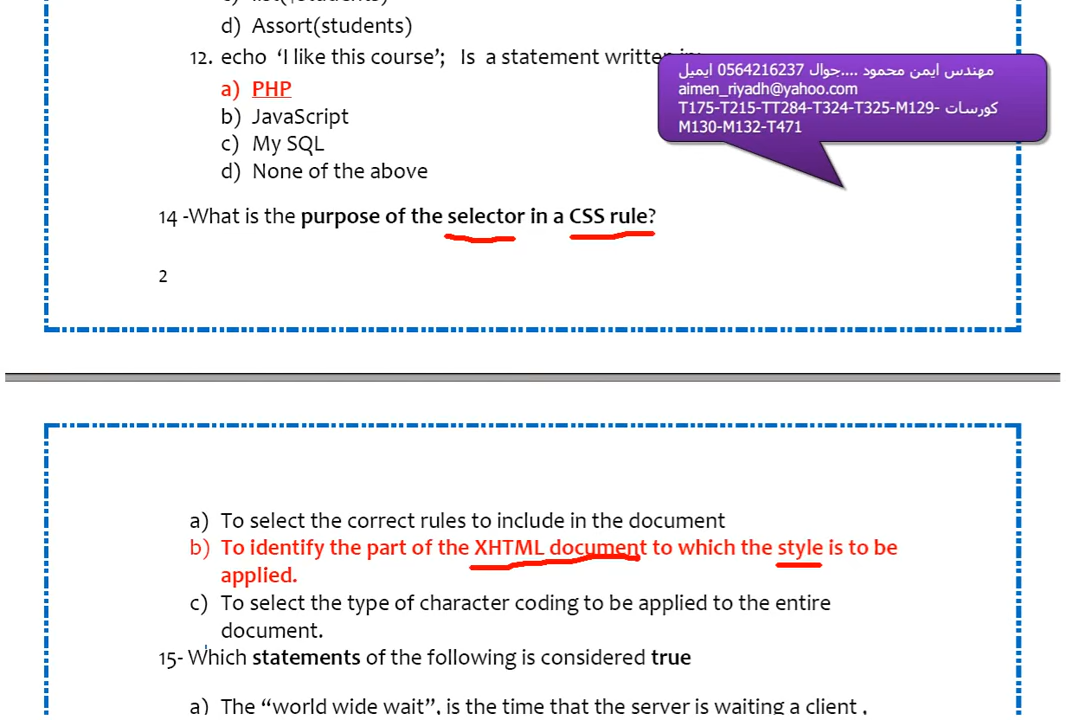 d) Assort(students)
12. echo ‘I like this course’; Is a statement written
a) PHP
b) JavaScript
c) My SQL
d) None of the above
مهندس ايمن محمود ....جوال 0564216237 ايميل
aimen_riyadh@yahoo.com
كورسات T175-T215-TT284-T324-T325-M129-
M130-M132-T471
14 -What is the purpose of the selector in a CSS rule?
2
a) To select the correct rules to include in the document
b) To identify the part of the XHTML document to which the style is to be
applied.
c) To select the type of character coding to be applied to the entire
document.
15- Which statements of the following is considered true
a) The “world wide wait”, is the time that the server is waiting a client ,